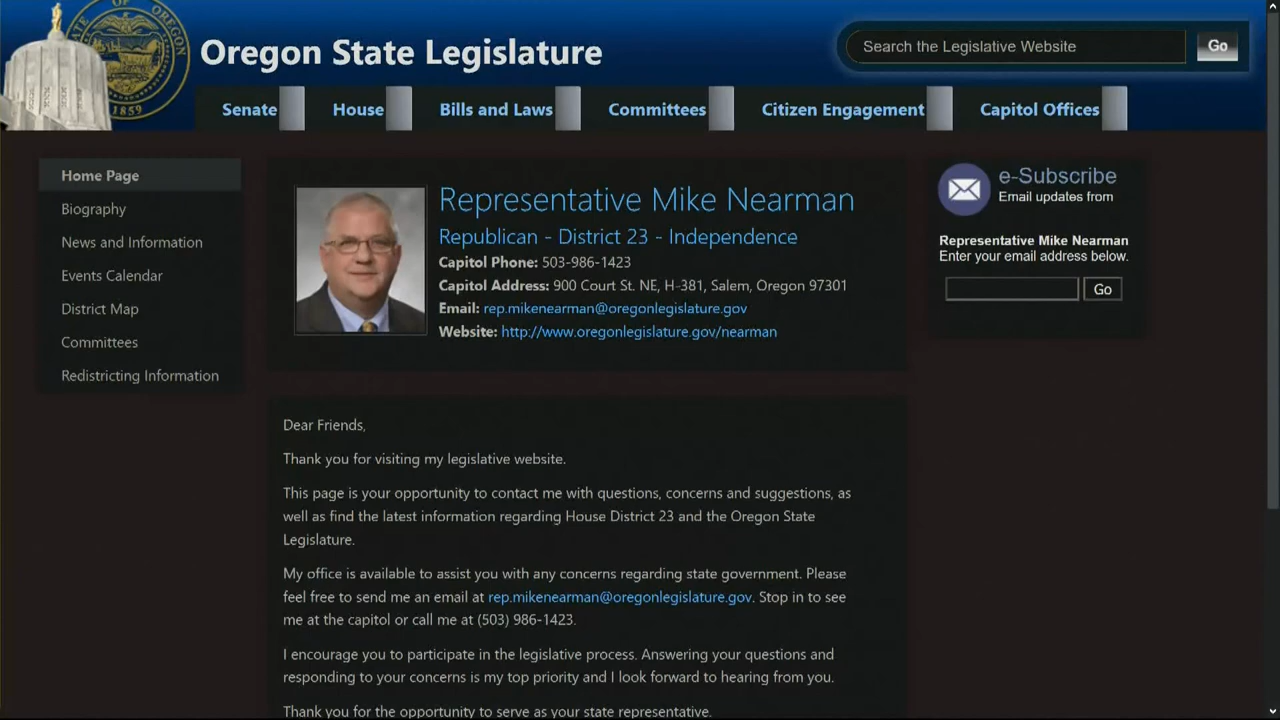 OF OREGON
1859
Oregon State Legislature
Search the Legislative Website
Go
Senate
House
Bills and Laws
Committees
Citizen Engagement
Capitol Offices
Home Page
Biography
News and Information
Events Calendar
District Map
Committees
Redistricting Information
Representative Mike Nearman
Republican - District 23 - Independence
Capitol Phone: 503-986-1423
Capitol Address: 900 Court St. NE, H-381, Salem, Oregon 97301
Email: rep.mikenearman@oregonlegislature.gov
Website: http://www.oregonlegislature.gov/nearman
e-Subscribe
Email updates from
Representative Mike Nearman
Enter your email address below.
Go
Dear Friends,
Thank you for visiting my legislative website.
This page is your opportunity to contact me with questions, concerns and suggestions, as
well as find the latest information regarding House District 23 and the Oregon State
Legislature.
My office is available to assist you with any concerns regarding state government. Please
feel free to send me an email at rep.mikenearman@oregonlegislature.gov. Stop in to see
me at the capitol or call me at (503) 986-1423.
I encourage you to participate in the legislative process. Answering your questions and
responding to your concerns is my top priority and I look forward to hearing from you.
Thank you for the opportunity to serve as your state representative.